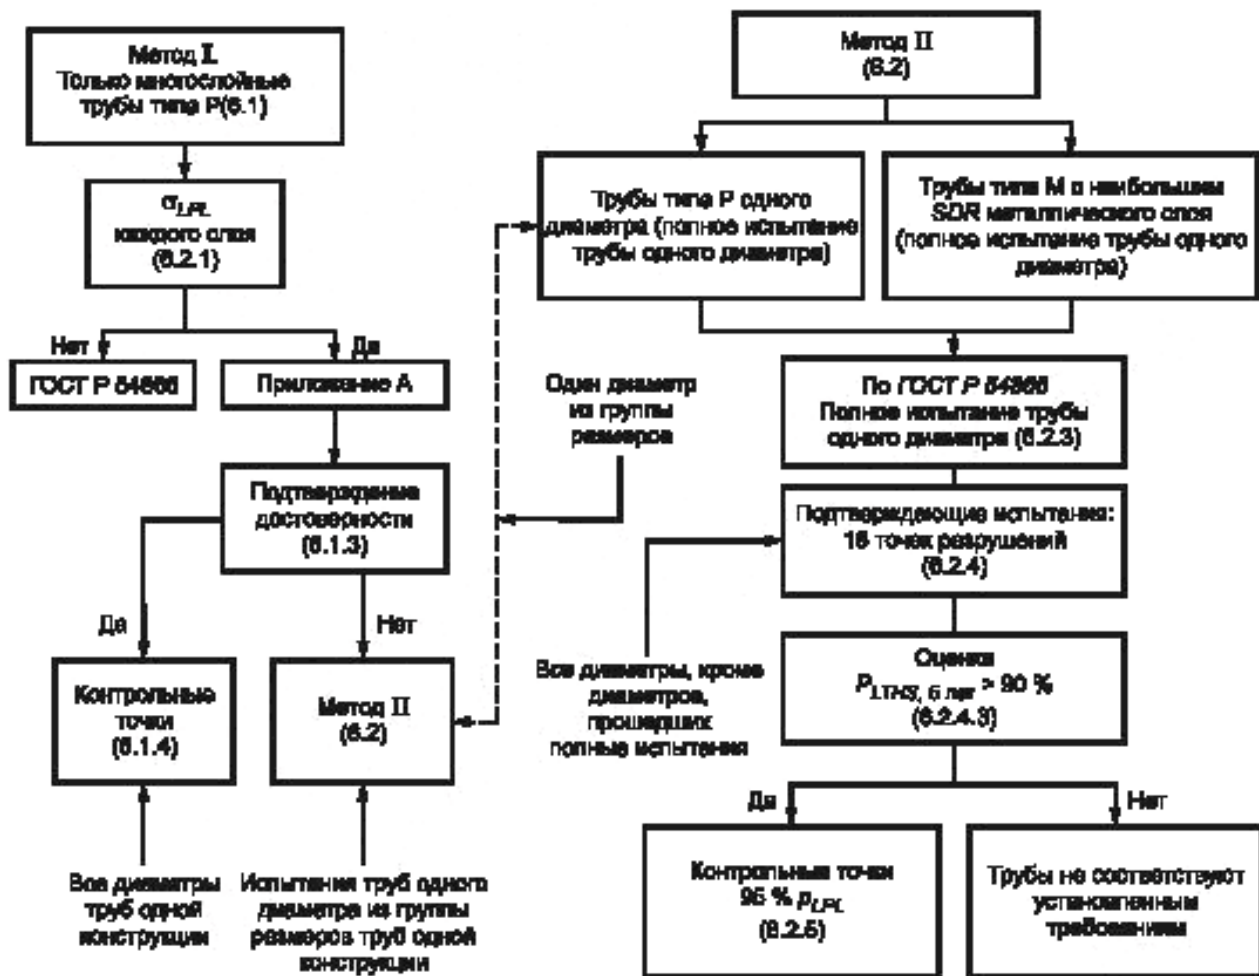 Метод I.
Только многослойные
трубы типа Р(6.1)
σLPL
каждого слоя
(6.2.1)
Нет
Да
ГОСТ Р 54866
Приложение А
Подтверждение
достоверности
(6.1.3)
Да
Нет
Контрольные
точки
(6.1.4)
Метод II
(6.2)
Все диаметры
труб одной
конструкции
Испытания труб одного
диаметра из группы
размеров труб одной
конструкции
Один диаметр
из группы
размеров
Все диаметры, кроме
диаметров,
прошедших
полные испытания
Метод II
(6.2)
Трубы типа Р одного
диаметра (полное испытание
трубы одного диаметра)
Трубы типа М с наибольшим
SDR металлического слоя
(полное испытание трубы одного
диаметра)
По ГОСТ Р 54866
Полное испытание трубы
одного диаметра (6.2.3)
Подтверждающие испытания:
18 точек разрушений
(6.2.4)
Оценка
PLTHS, 5 лет > 90 %
(6.2.4.3)
Да
Нет
Контрольные точки
95 % pLPL
(6.2.5)
Трубы не соответствуют
установленным
требованиям